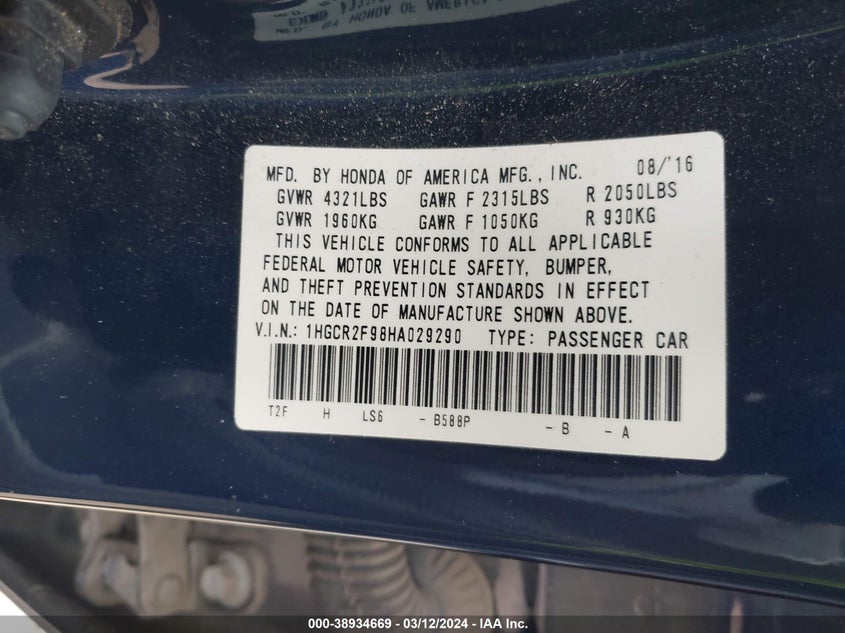 MFD. BY HONDA OF AMERICA MFG., INC. 08/'16
GVWR 4321LBS GAWR F 2315LBS R 2050LBS
GVWR 1960KG GAWR F 1050KG R 930KG
THIS VEHICLE CONFORMS TO ALL APPLICABLE
FEDERAL MOTOR VEHICLE SAFETY, BUMPER,
AND THEFT PREVENTION STANDARDS IN EFFECT
ON THE DATE OF MANUFACTURE SHOWN ABOVE.
V.I.N.: 1HGCR2F98HA029290 TYPE: PASSENGER CAR
T2F H LS6 - B588P - B - A
000-38934669 - 03/12/2024 - IAA Inc.